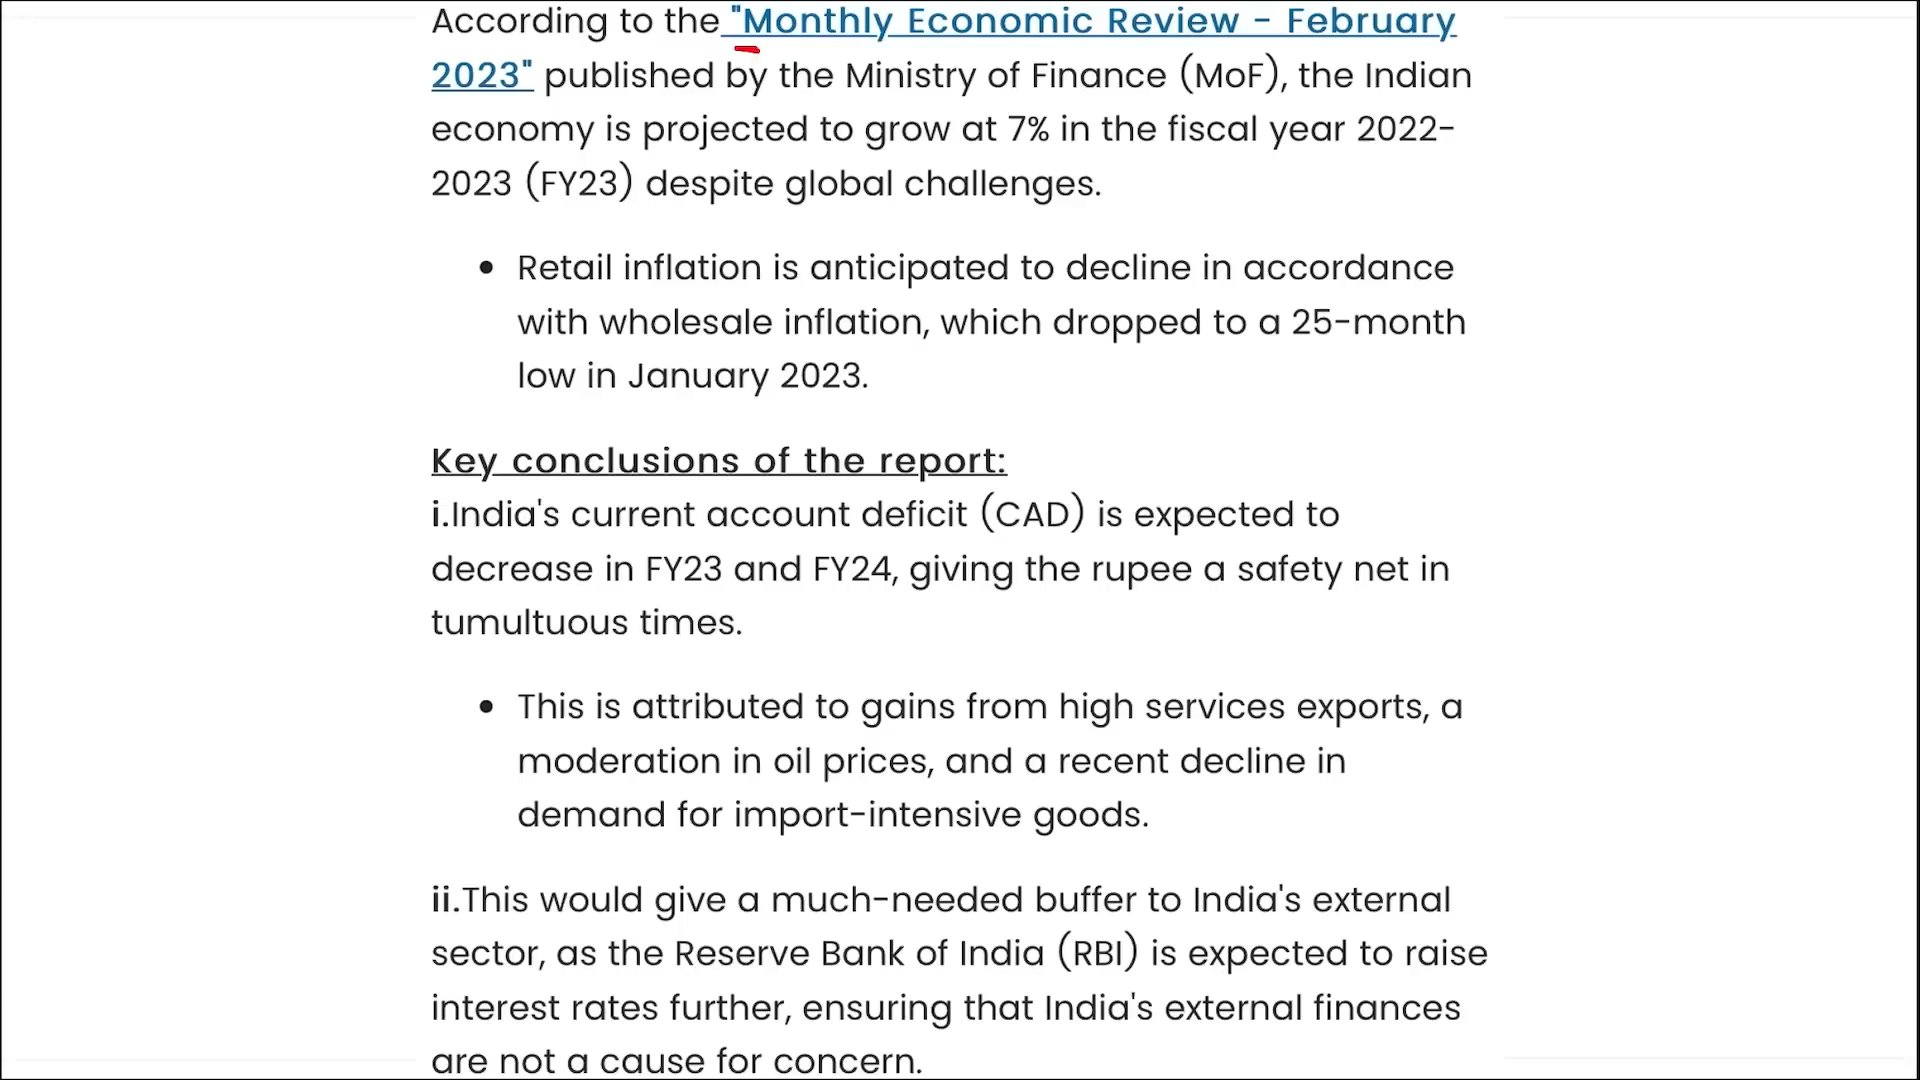 According to the "Monthly Economic Review - February
2023" published by the Ministry of Finance (MoF), the Indian
economy is projected to grow at 7% in the fiscal year 2022-
2023 (FY23) despite global challenges.
• Retail inflation is anticipated to decline in accordance
with wholesale inflation, which dropped to a 25-month
low in January 2023.
Key conclusions of the report:
i.India's current account deficit (CAD) is expected to
decrease in FY23 and FY24, giving the rupee a safety net in
tumultuous times.
• This is attributed to gains from high services exports, a
moderation in oil prices, and a recent decline in
demand for import-intensive goods.
ii.This would give a much-needed buffer to India's external
sector, as the Reserve Bank of India (RBI) is expected to raise
interest rates further, ensuring that India's external finances
are not a cause for concern.